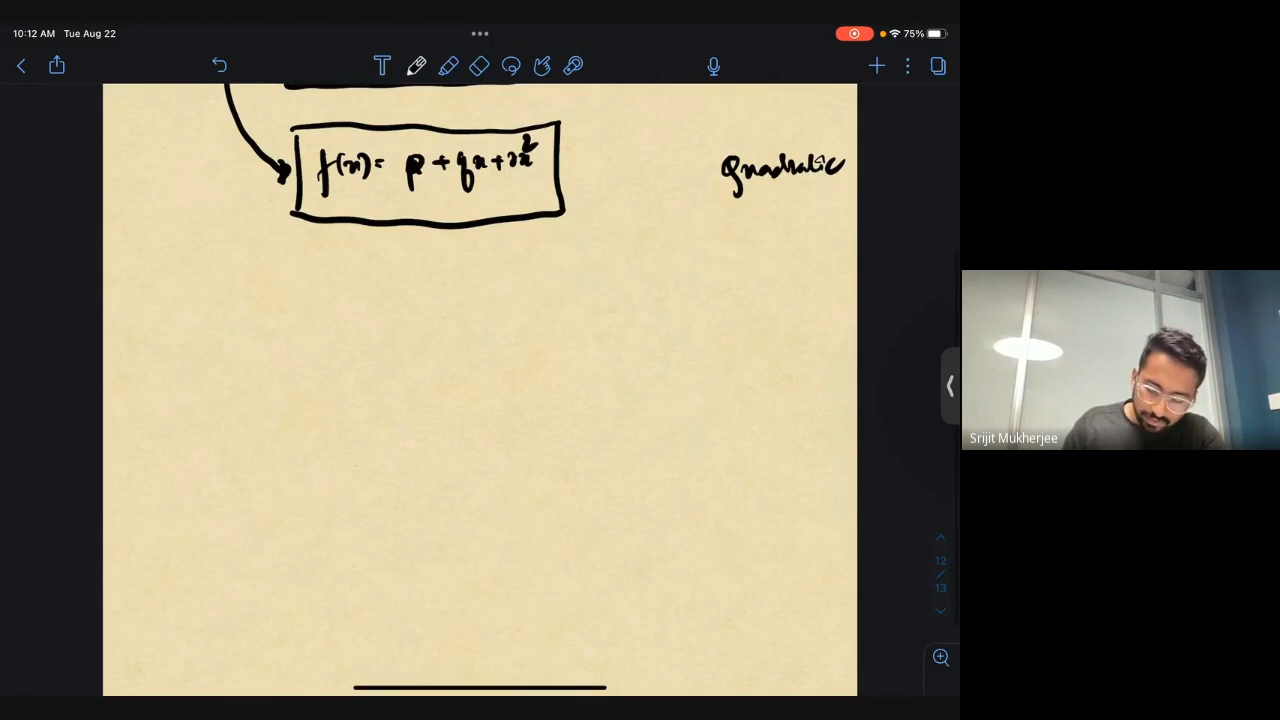 10:12 AM Tue Aug 22
75%
f(x) = p + qx + rx² Quadratic
12
/
13
Srijit Mukherjee